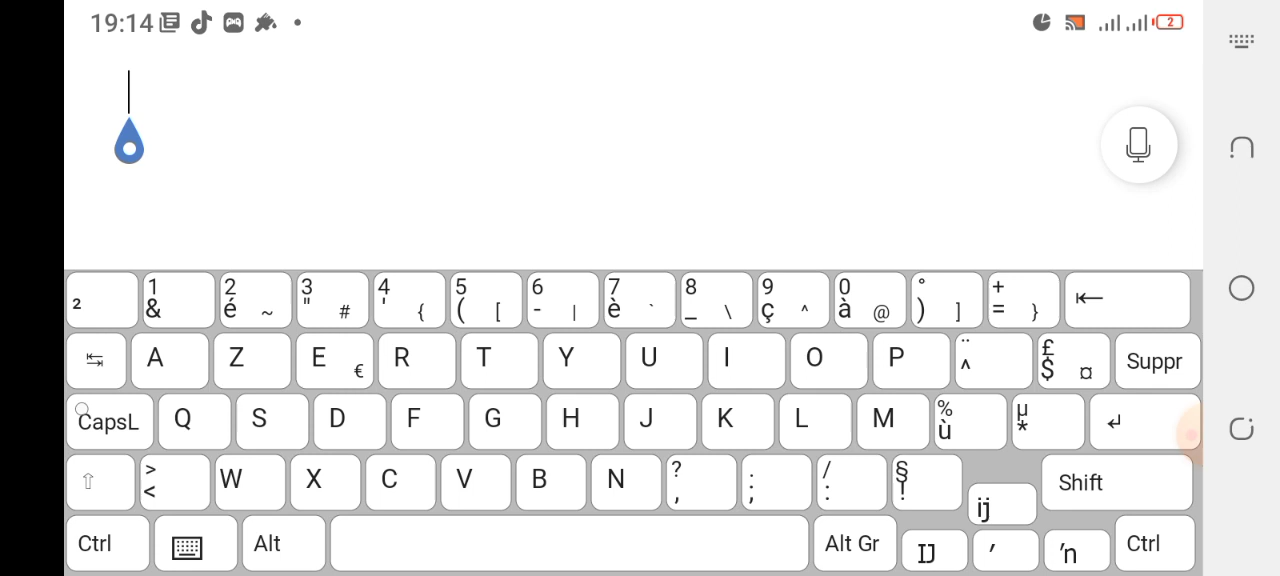 19:14 2
² 1 & 2 é ~ 3 " # 4 ' { 5 ( [ 6 - | 7 è ` 8 _ \ 9 ç ^ 0 à @ ° ) ] + = }
A Z E € R T Y U I O P ¨ ^ £ $ ¤ Suppr
CapsL Q S D F G H J K L M % ù µ *
> < W X C V B N ? , . ; / : § ! ij Shift
Ctrl Alt Alt Gr IJ ʼ ŉ Ctrl